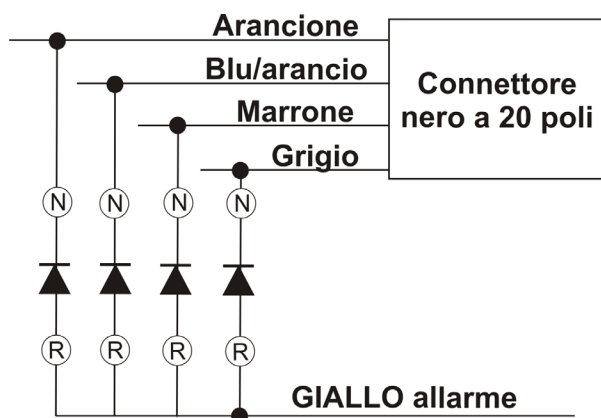 Arancione
Blu/arancio
Marrone
Grigio
Connettore
nero a 20 poli
N N N N
R R R R
GIALLO allarme